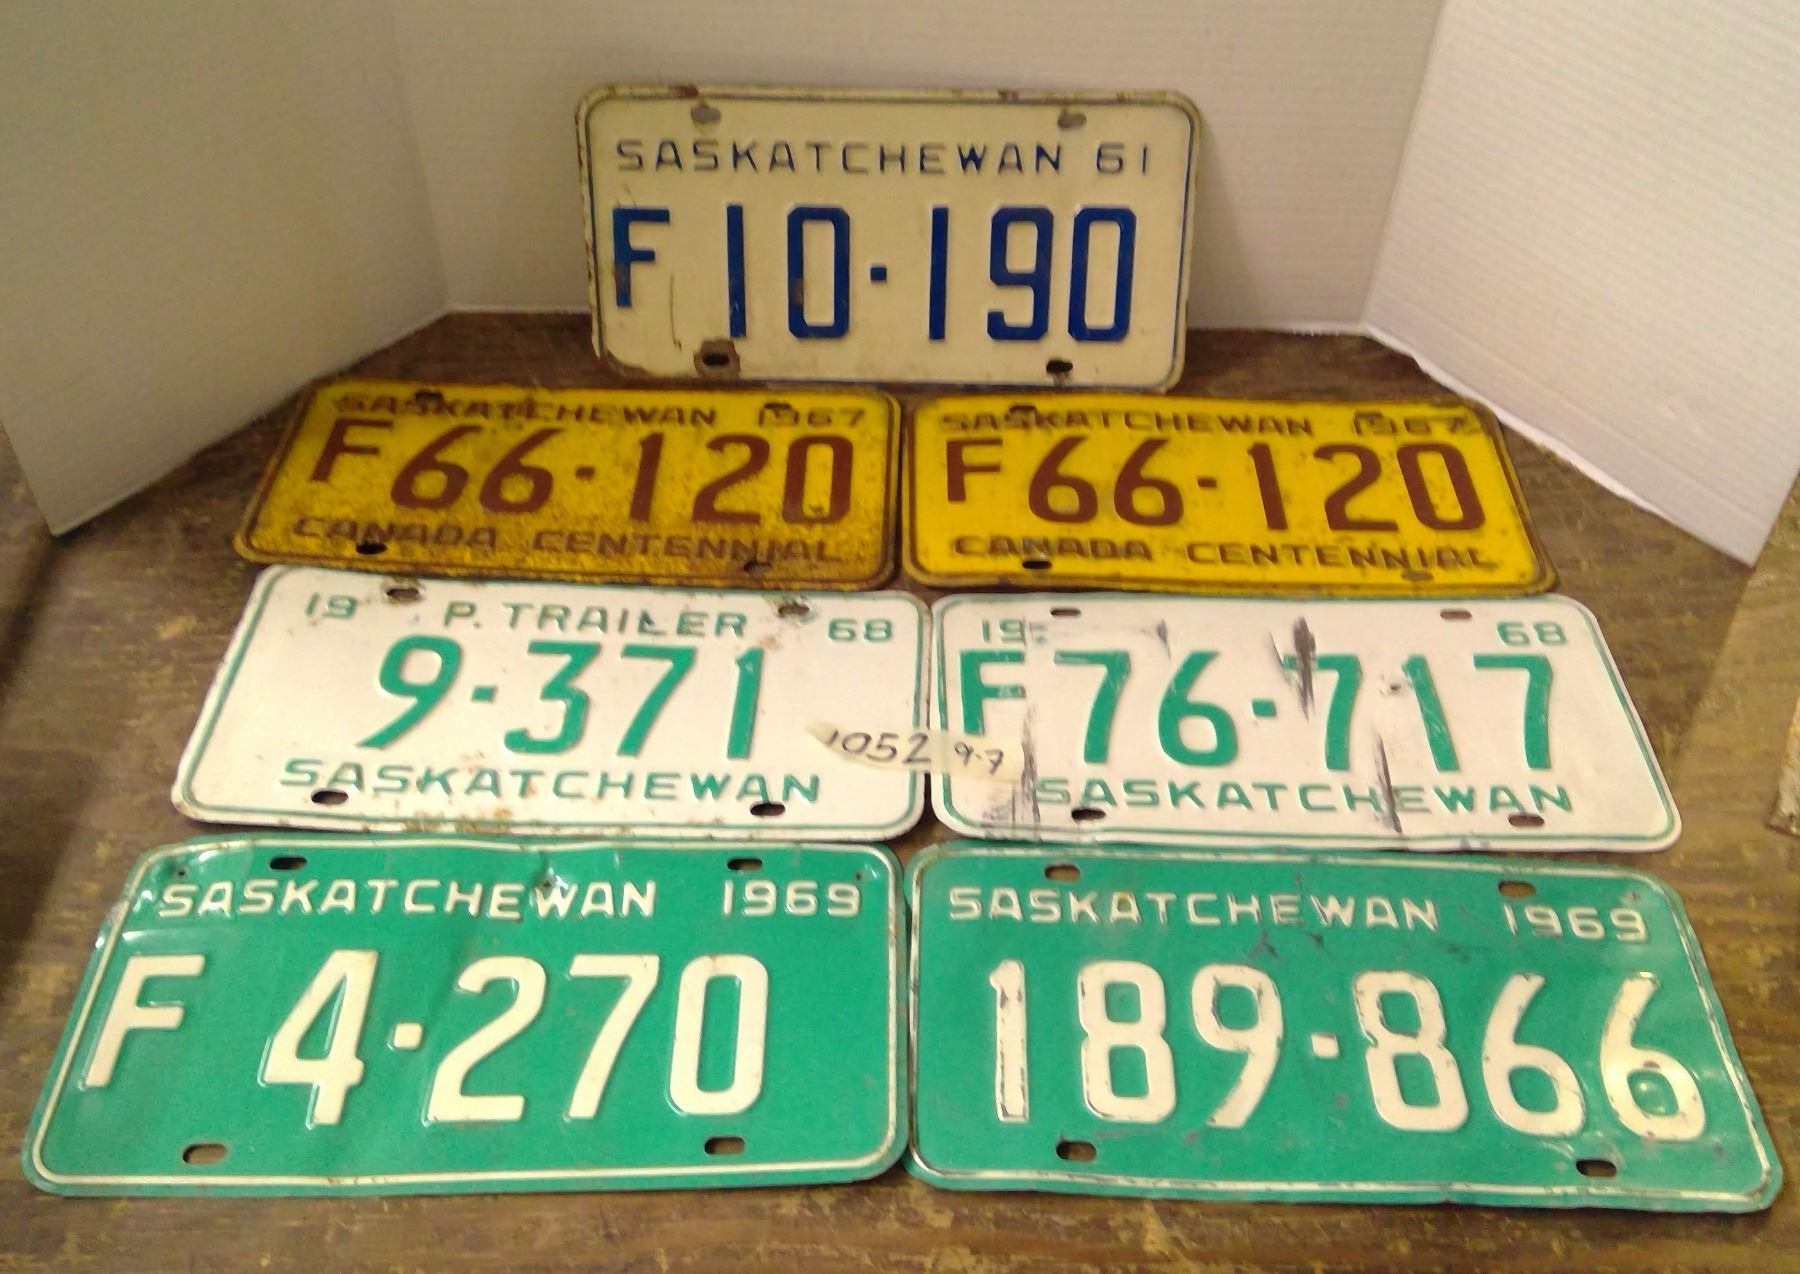 SASKATCHEWAN 61
F 10·190
SASKATCHEWAN 1967
F66·120
CANADA CENTENNIAL
SASKATCHEWAN 1967
F66·120
CANADA CENTENNIAL
19 P. TRAILER 68
9·371
SASKATCHEWAN
19 68
F76·717
SASKATCHEWAN
1052 9-7
SASKATCHEWAN 1969
F 4·270
SASKATCHEWAN 1969
189·866